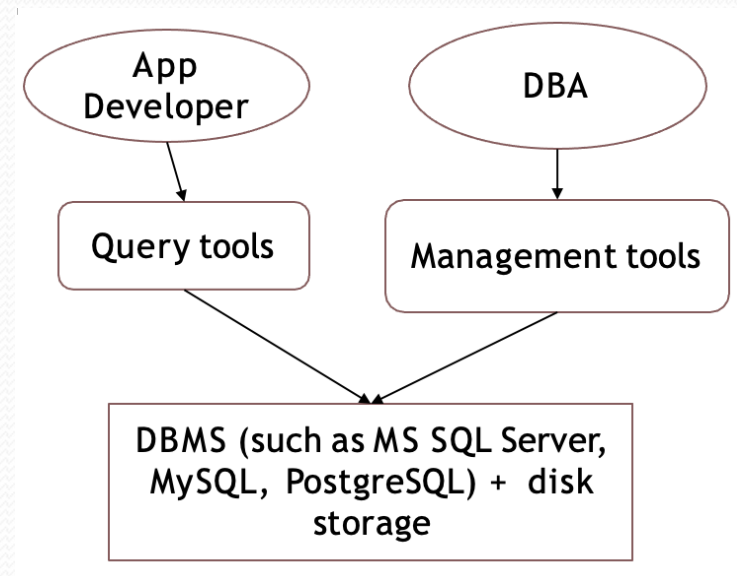 App
Developer
DBA
Query tools
Management tools
DBMS (such as MS SQL Server,
MySQL, PostgreSQL) + disk
storage